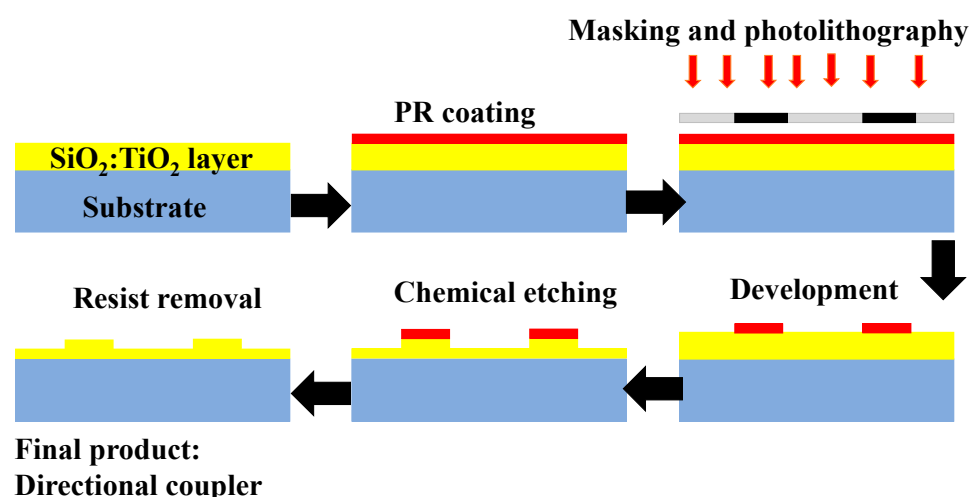 Masking and photolithography
PR coating
SiO₂:TiO₂ layer
Substrate
Resist removal
Chemical etching
Development
Final product:
Directional coupler